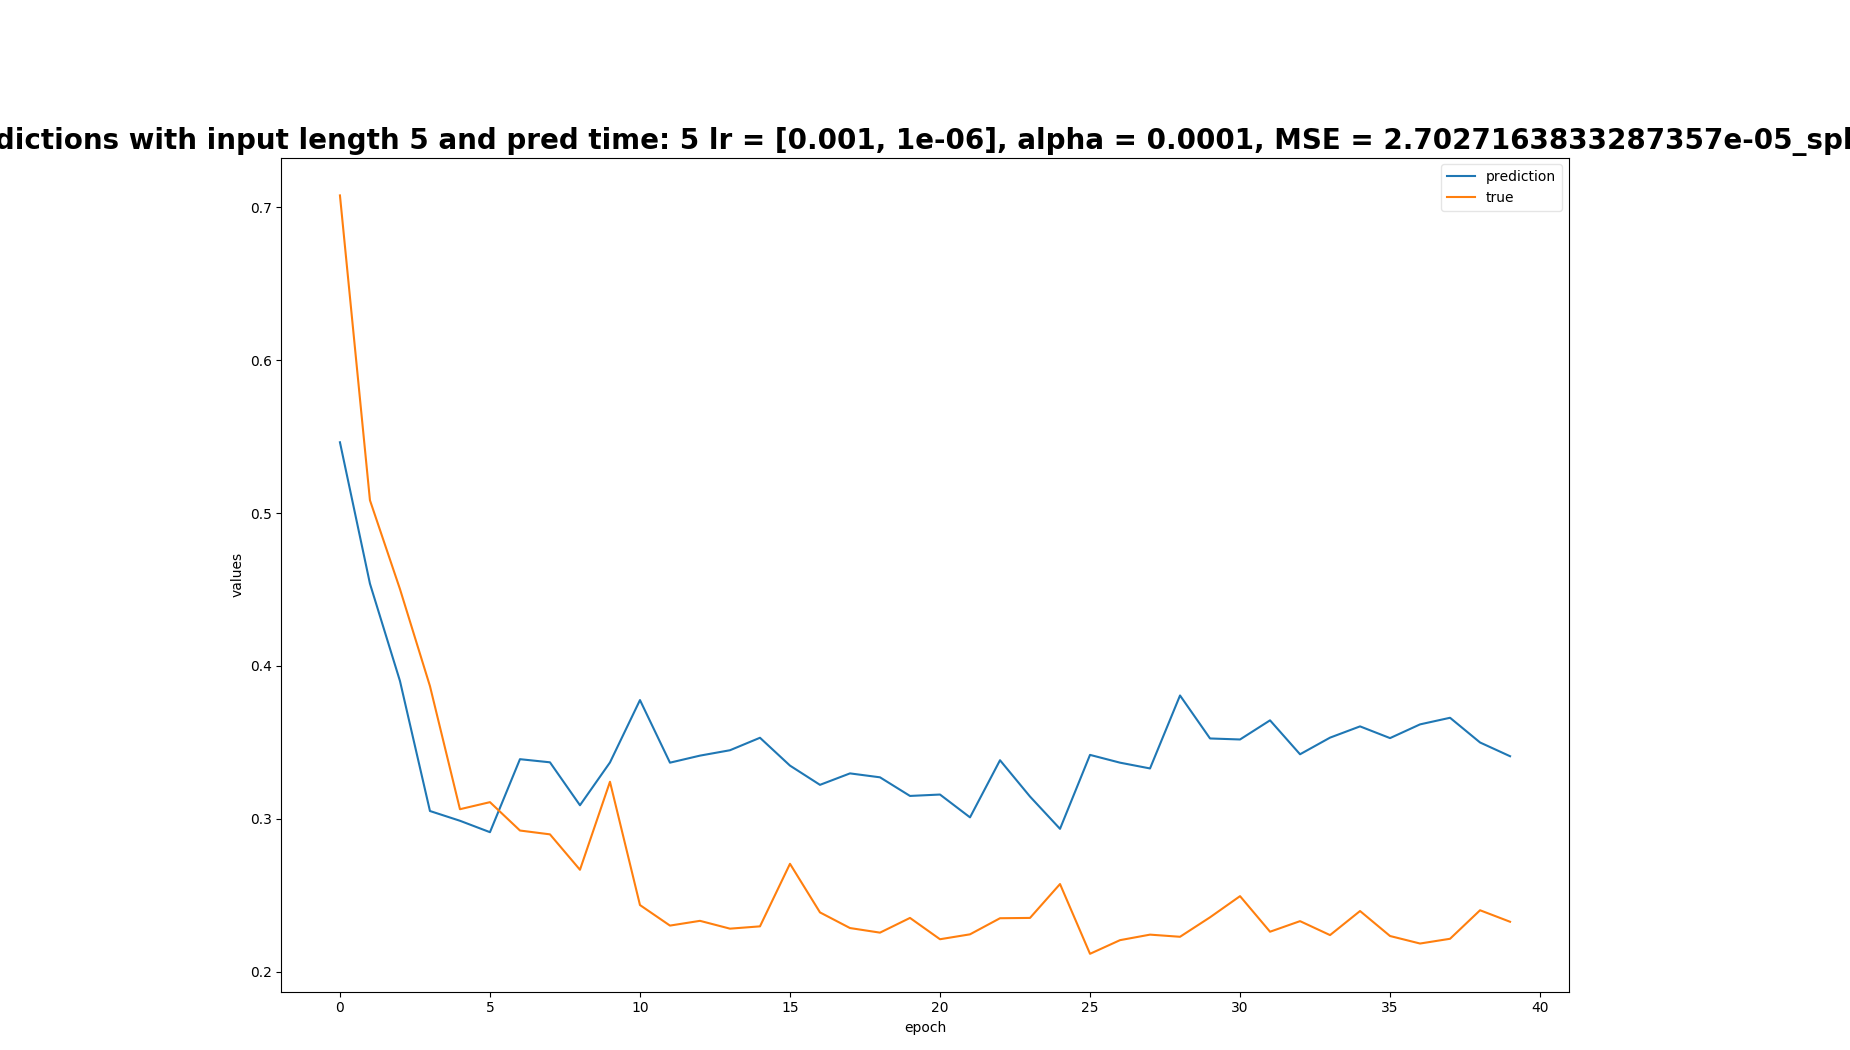 dictions with input length 5 and pred time: 5 lr = [0.001, 1e-06], alpha = 0.0001, MSE = 2.7027163833287357e-05_spl
prediction
true
0.7
0.6
0.5
0.4
0.3
0.2
values
0 5 10 15 20 25 30 35 40
epoch